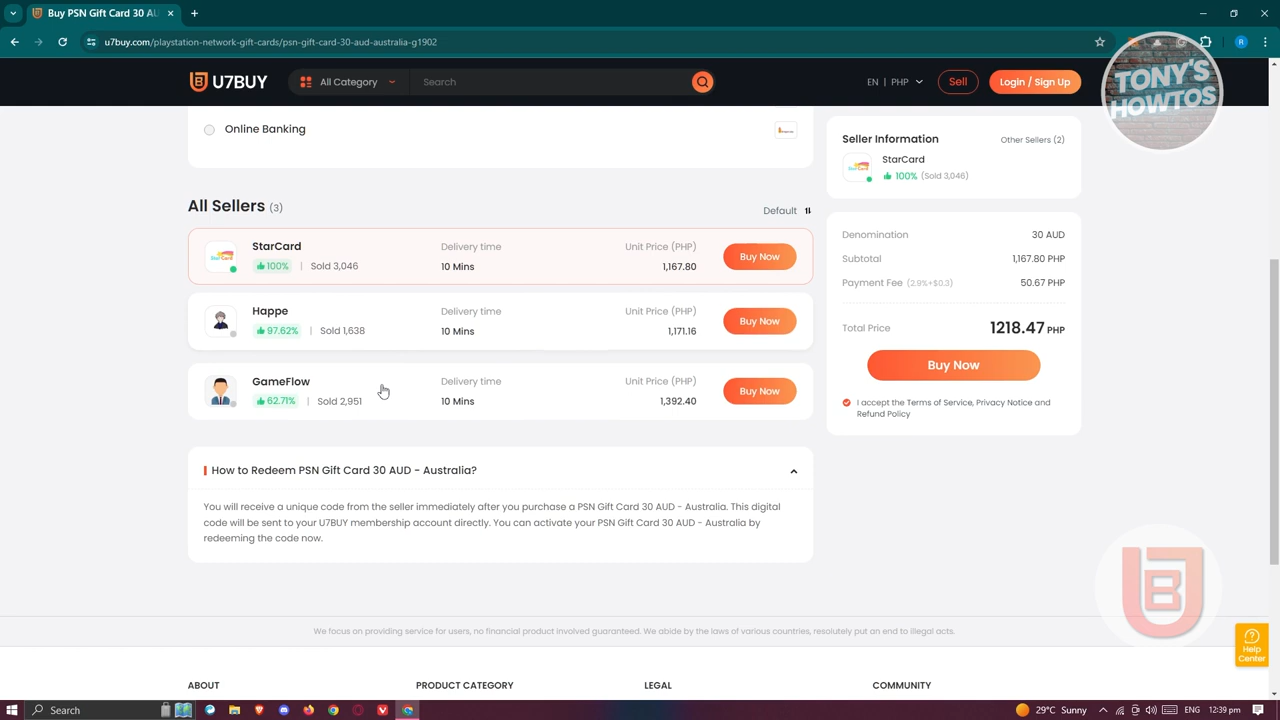 Buy PSN Gift Card 30 AU
u7buy.com/playstation-network-gift-cards/psn-gift-card-30-aud-australia-g1902
R
U7BUY
All Category
Search
EN | PHP
Sell
Login / Sign Up
TONY'S
HOWTOS
Online Banking
Seller Information
Other Sellers (2)
StarCard
100% (Sold 3,046)
All Sellers (3)
Default
StarCard
100% | Sold 3,046
Delivery time
10 Mins
Unit Price (PHP)
1,167.80
Buy Now
Happe
97.62% | Sold 1,638
Delivery time
10 Mins
Unit Price (PHP)
1,171.16
Buy Now
GameFlow
62.71% | Sold 2,951
Delivery time
10 Mins
Unit Price (PHP)
1,392.40
Buy Now
Denomination 30 AUD
Subtotal 1,167.80 PHP
Payment Fee (2.9%+$0.3) 50.67 PHP
Total Price 1218.47 PHP
Buy Now
I accept the Terms of Service, Privacy Notice and
Refund Policy
How to Redeem PSN Gift Card 30 AUD - Australia?
You will receive a unique code from the seller immediately after you purchase a PSN Gift Card 30 AUD - Australia. This digital
code will be sent to your U7BUY membership account directly. You can activate your PSN Gift Card 30 AUD - Australia by
redeeming the code now.
We focus on providing service for users, no financial product involved guaranteed. We abide by the laws of various countries, resolutely put an end to illegal acts.
Help
Center
ABOUT
PRODUCT CATEGORY
LEGAL
COMMUNITY
Search
29°C Sunny
ENG
12:39 pm